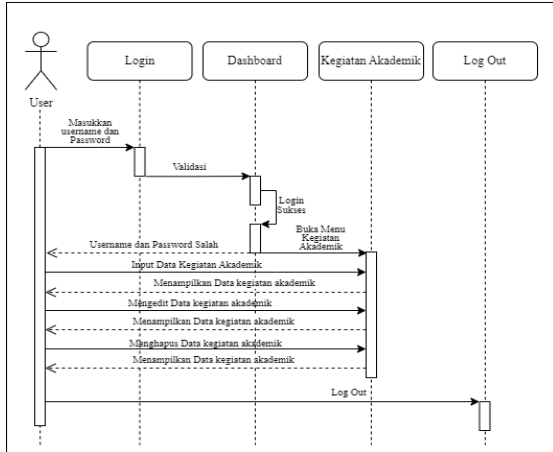 Login
Dashboard
Kegiatan Akademik
Log Out
User
Masukkan
username dan
Password
Validasi
Login
Sukses
Buka Menu
Kegiatan
Akademik
Username dan Password Salah
Input Data Kegiatan Akademik
Menampilkan Data kegiatan akademik
Mengedit Data kegiatan akademik
Menampilkan Data kegiatan akademik
Menghapus Data kegiatan akademik
Menampilkan Data kegiatan akademik
Log Out